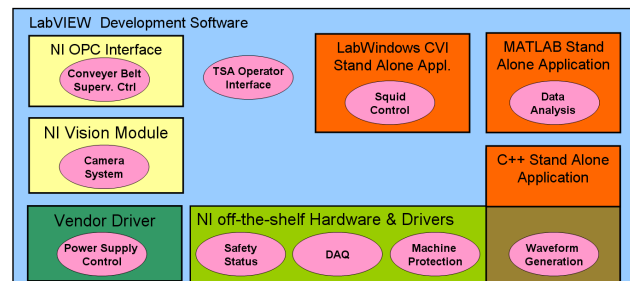 LabVIEW Development Software
NI OPC Interface
Conveyer Belt
Superv. Ctrl
TSA Operator
Interface
LabWindows CVI
Stand Alone Appl.
Squid
Control
MATLAB Stand
Alone Application
Data
Analysis
NI Vision Module
Camera
System
C++ Stand Alone
Application
Vendor Driver
Power Supply
Control
NI off-the-shelf Hardware & Drivers
Safety
Status
DAQ
Machine
Protection
Waveform
Generation